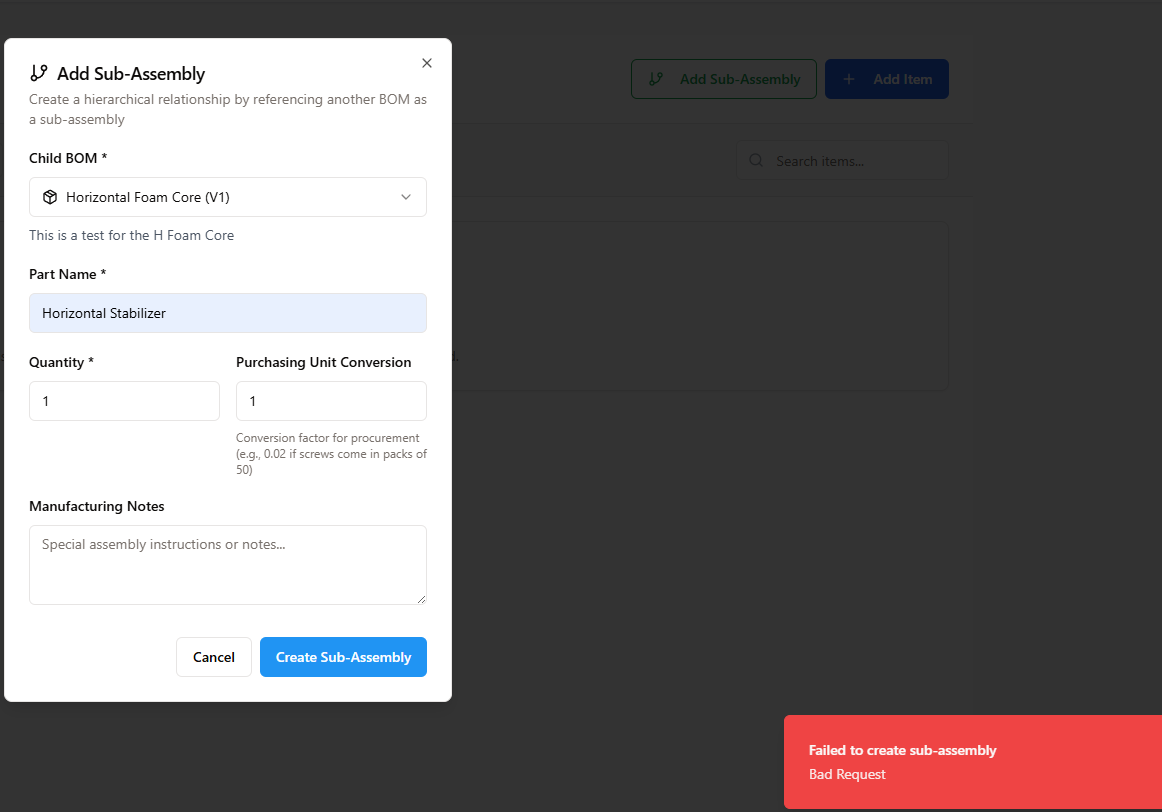 Add Sub-Assembly
Create a hierarchical relationship by referencing another BOM as
a sub-assembly
Child BOM *
Horizontal Foam Core (V1)
This is a test for the H Foam Core
Part Name *
Horizontal Stabilizer
Quantity *
Purchasing Unit Conversion
1
1
Conversion factor for procurement
(e.g., 0.02 if screws come in packs of
50)
Manufacturing Notes
Special assembly instructions or notes...
Cancel
Create Sub-Assembly
Add Sub-Assembly
Add Item
Search items...
Failed to create sub-assembly
Bad Request